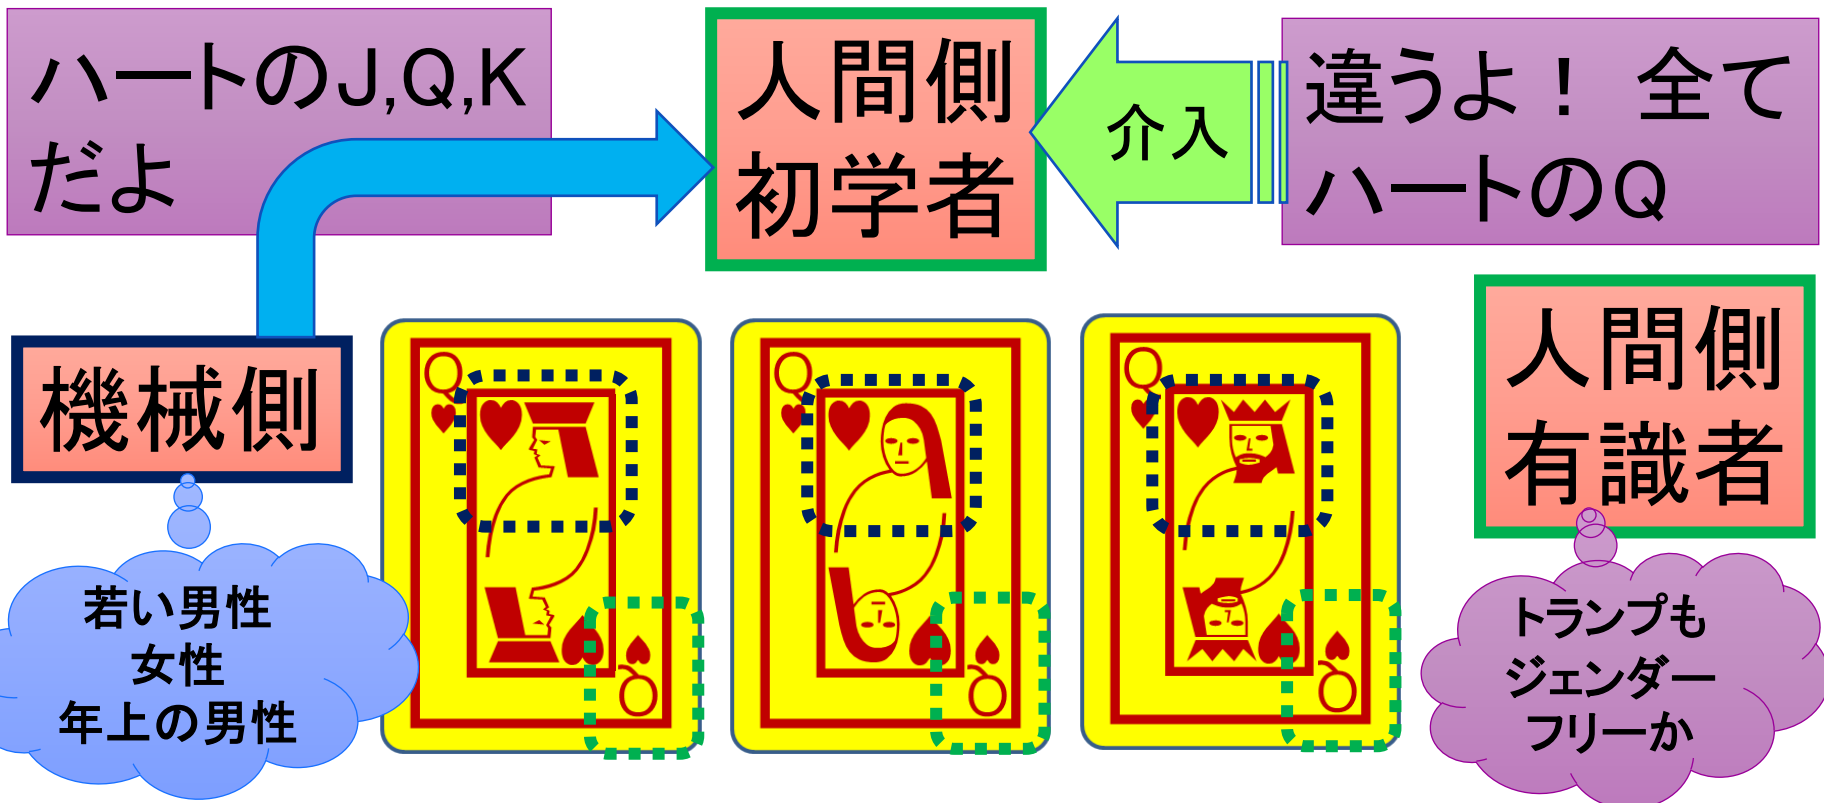 ハートのJ,Q,K
だよ
人間側
初学者
介入
違うよ！ 全て
ハートのQ
機械側
Q
Q
Q
人間側
有識者
若い男性
女性
年上の男性
Q
Q
Q
トランプも
ジェンダー
フリーか